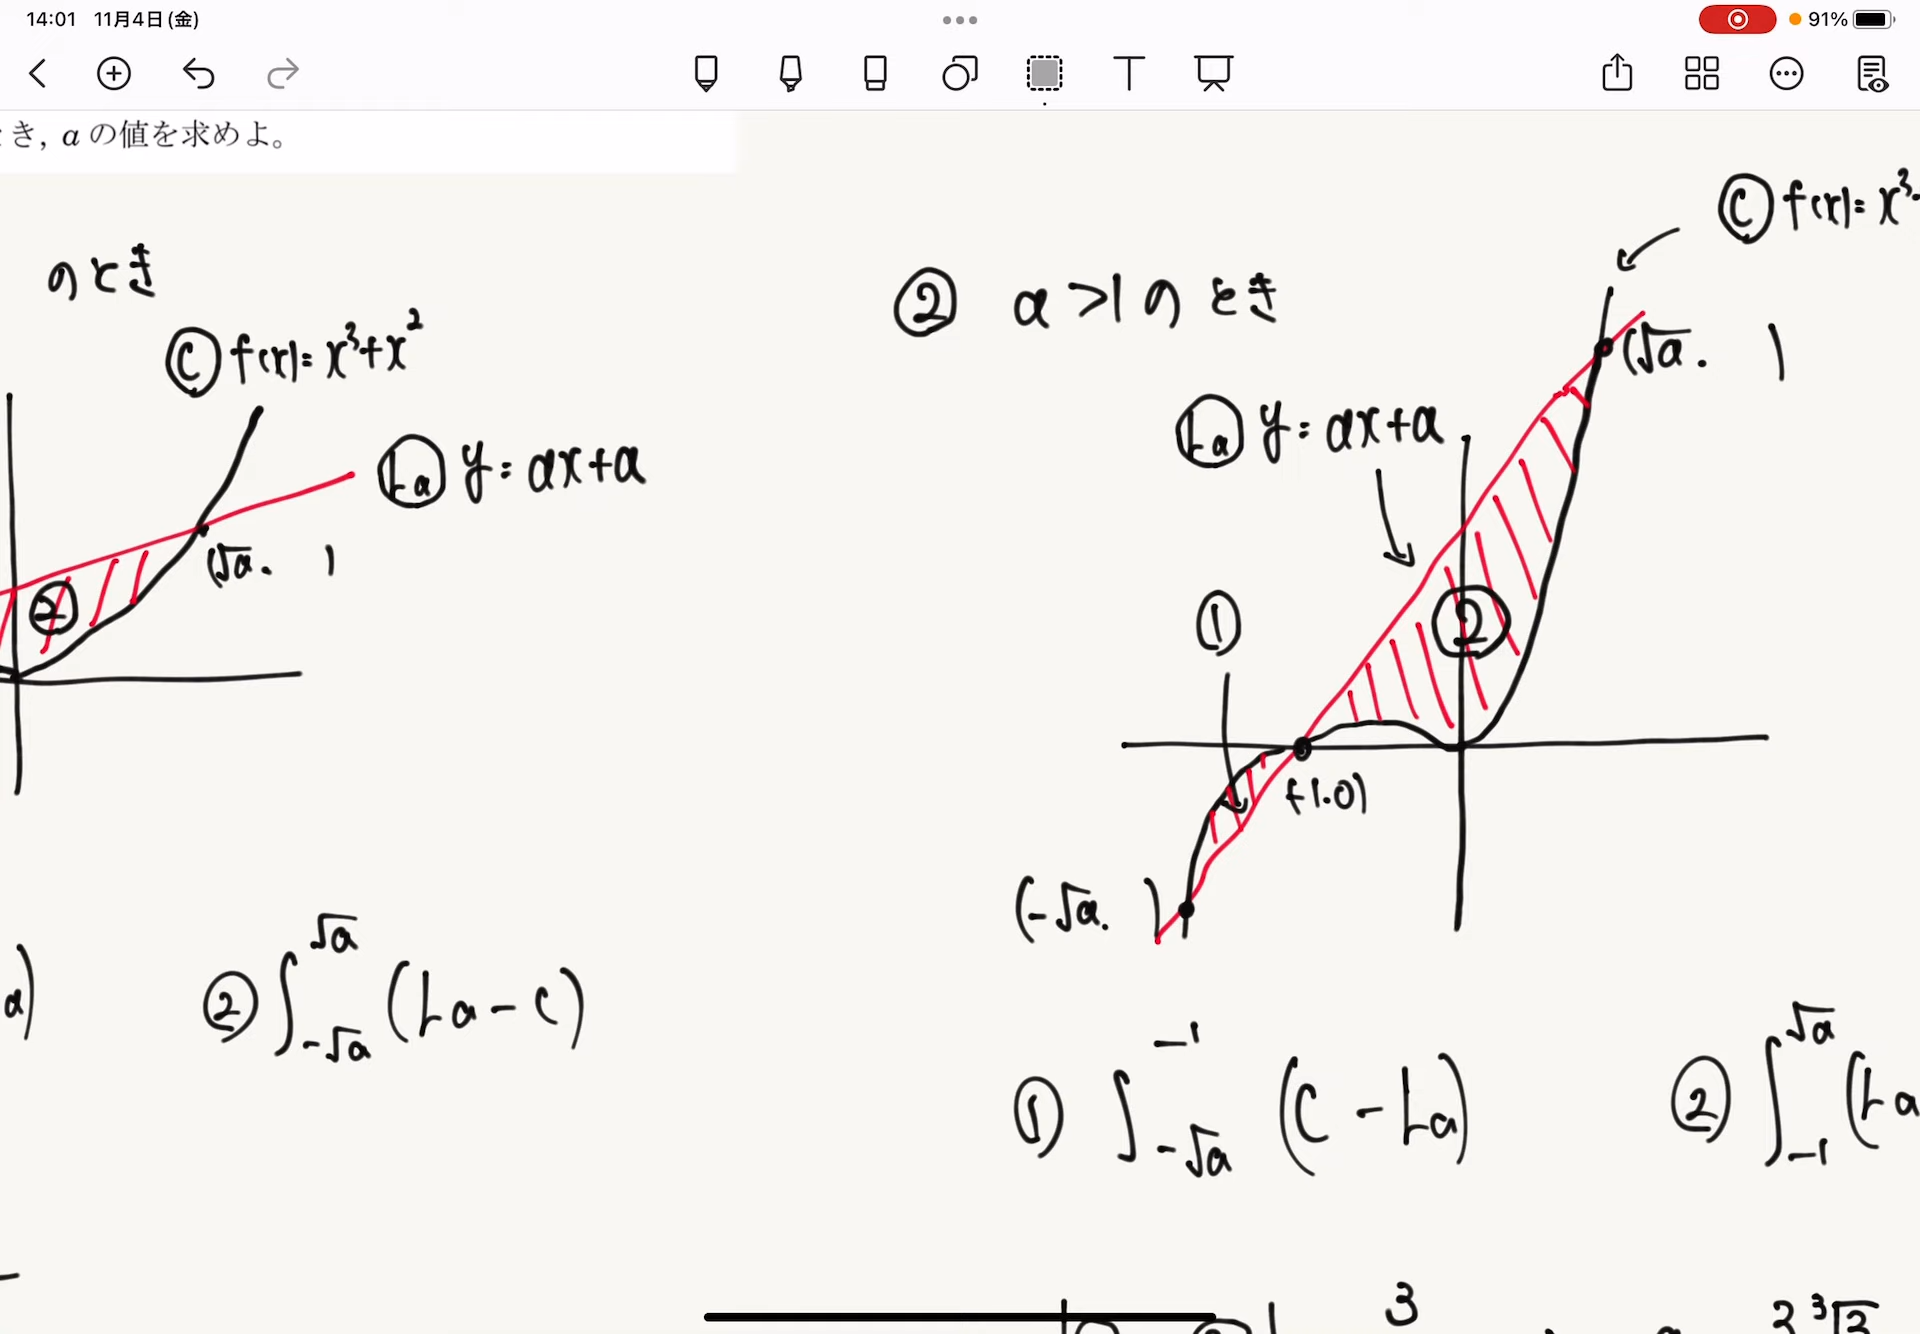 14:01 11月4日(金)
91%
き, a の値を求めよ。
のとき
Ⓒ f(x)= x³+x²
La y= ax+a
(√a. )
②
② ∫_{-√a}^{√a} (La - C)
a)
② a>1 のとき
Ⓒ f(x)= x³
(√a. )
La y= ax+a
①
②
(-1.0)
(-√a. )
① ∫_{-√a}^{-1} (C - La)
② ∫_{-1}^{√a} (La
3